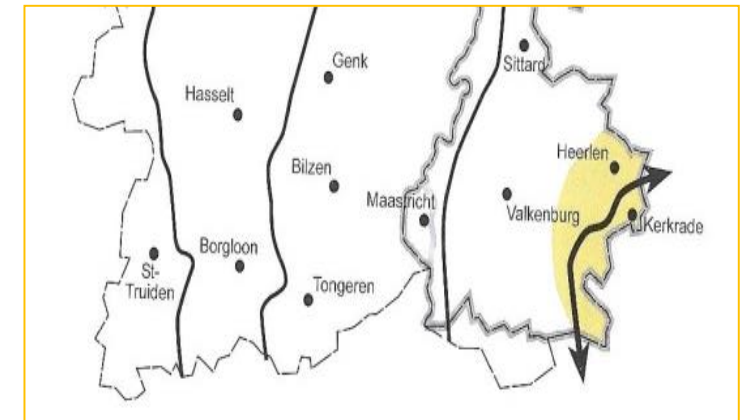 Genk
Sittard
Hasselt
Heerlen
Bilzen
Maastricht
Valkenburg
Kerkrade
Borgloon
St-
Truiden
Tongeren